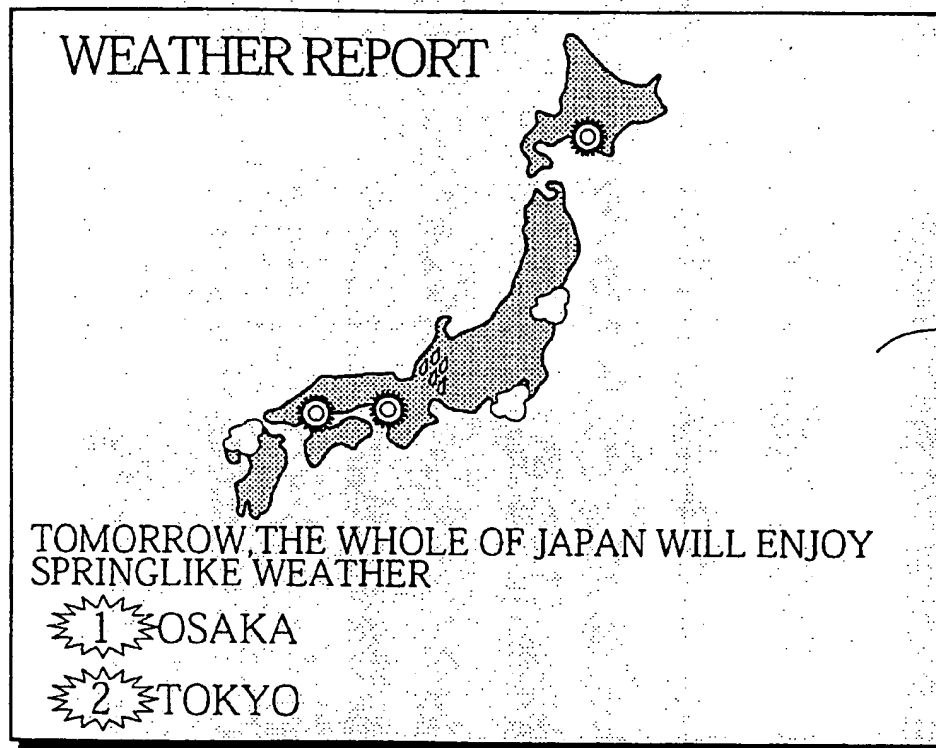 WEATHER REPORT
TOMORROW,THE WHOLE OF JAPAN WILL ENJOY
SPRINGLIKE WEATHER
1 OSAKA
2 TOKYO